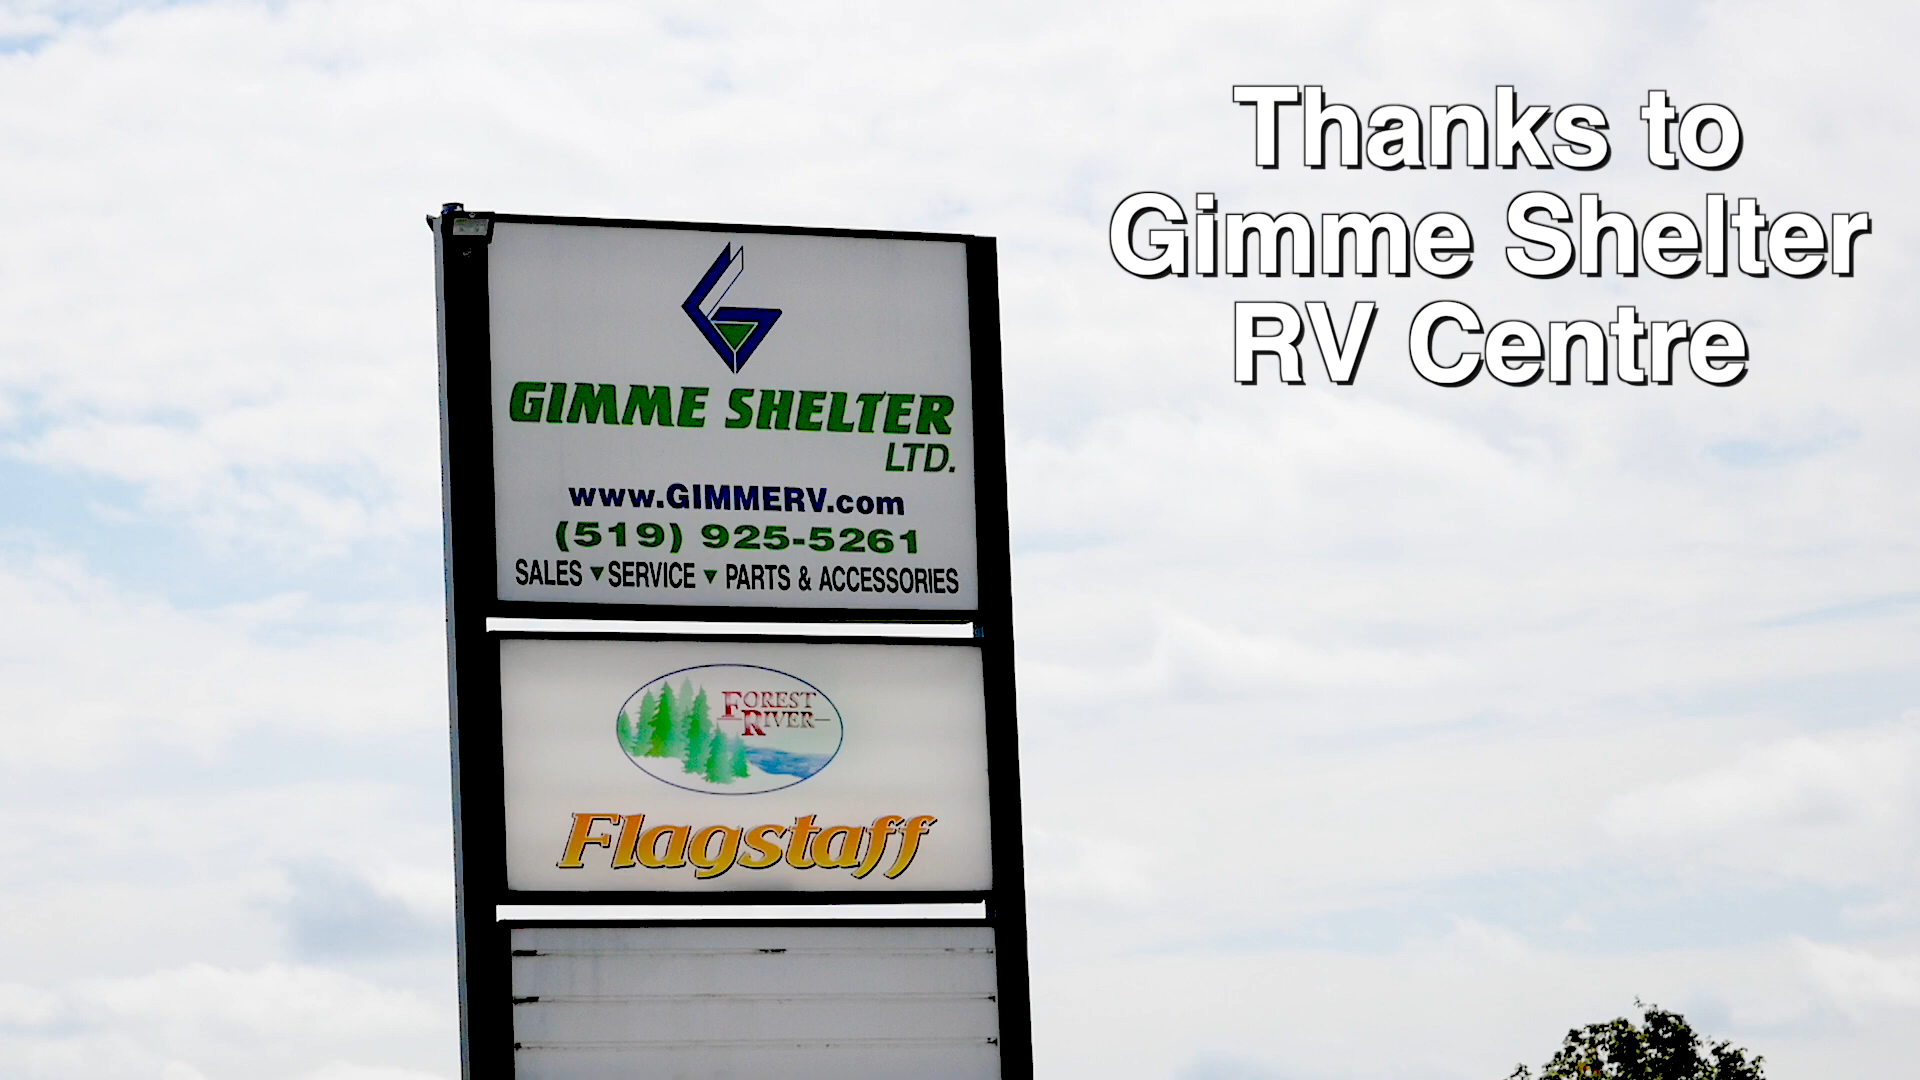 Thanks to
Gimme Shelter
RV Centre
GIMME SHELTER
LTD.
www.GIMMERV.com
(519) 925-5261
SALES ▾ SERVICE ▾ PARTS & ACCESSORIES
FOREST
RIVER
Flagstaff